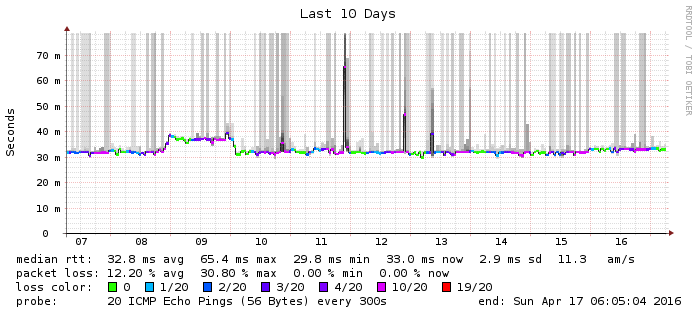 Last 10 Days
RRDTOOL / TOBI OETIKER
Seconds
70 m
60 m
50 m
40 m
30 m
20 m
10 m
0
07 08 09 10 11 12 13 14 15 16
median rtt: 32.8 ms avg 65.4 ms max 29.8 ms min 33.0 ms now 2.9 ms sd 11.3 am/s
packet loss: 12.20 % avg 30.80 % max 0.00 % min 0.00 % now
loss color: 0 1/20 2/20 3/20 4/20 10/20 19/20
probe: 20 ICMP Echo Pings (56 Bytes) every 300s end: Sun Apr 17 06:05:04 2016